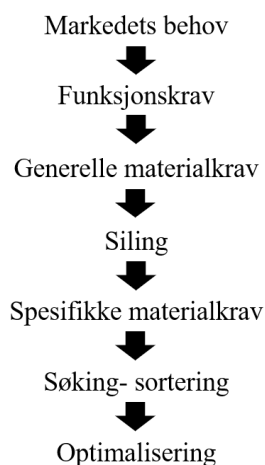 Markedets behov
Funksjonskrav
Generelle materialkrav
Siling
Spesifikke materialkrav
Søking- sortering
Optimalisering